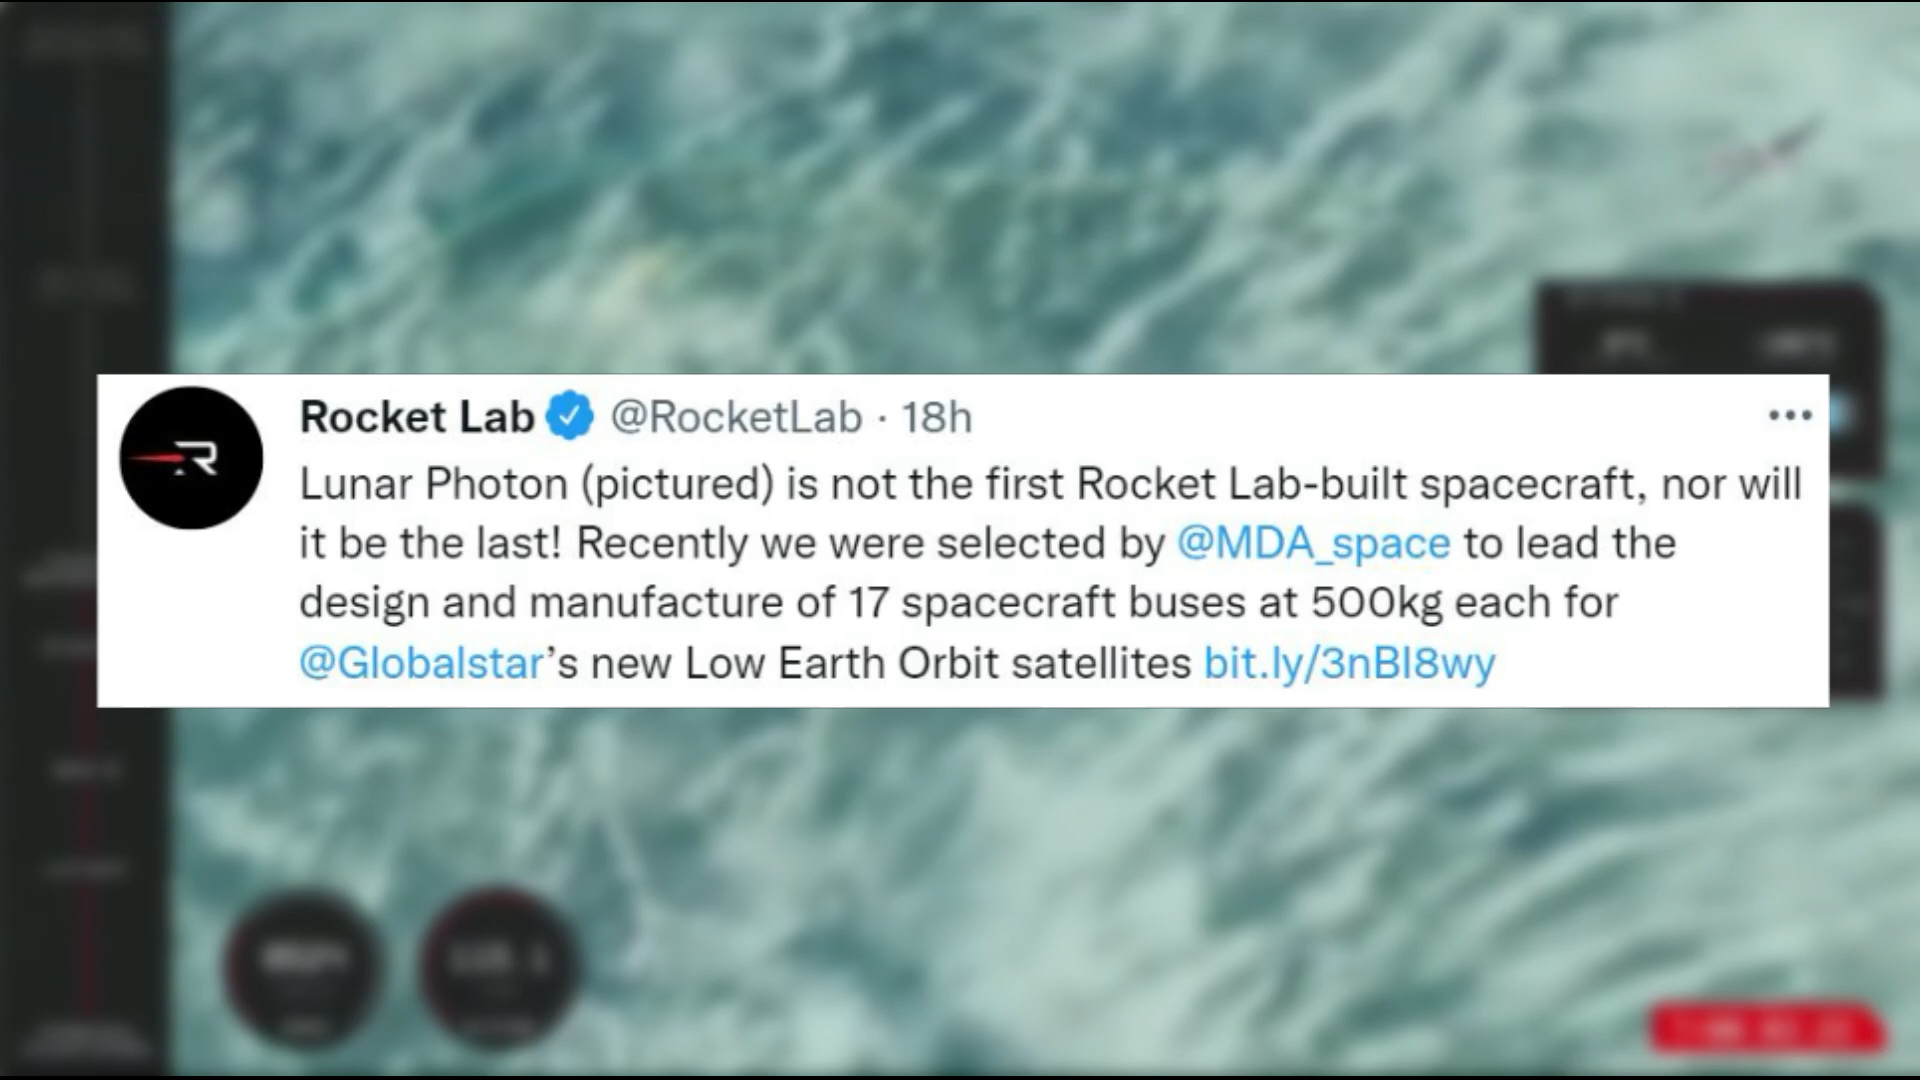 Rocket Lab @RocketLab · 18h
Lunar Photon (pictured) is not the first Rocket Lab-built spacecraft, nor will
it be the last! Recently we were selected by @MDA_space to lead the
design and manufacture of 17 spacecraft buses at 500kg each for
@Globalstar’s new Low Earth Orbit satellites bit.ly/3nBl8wy